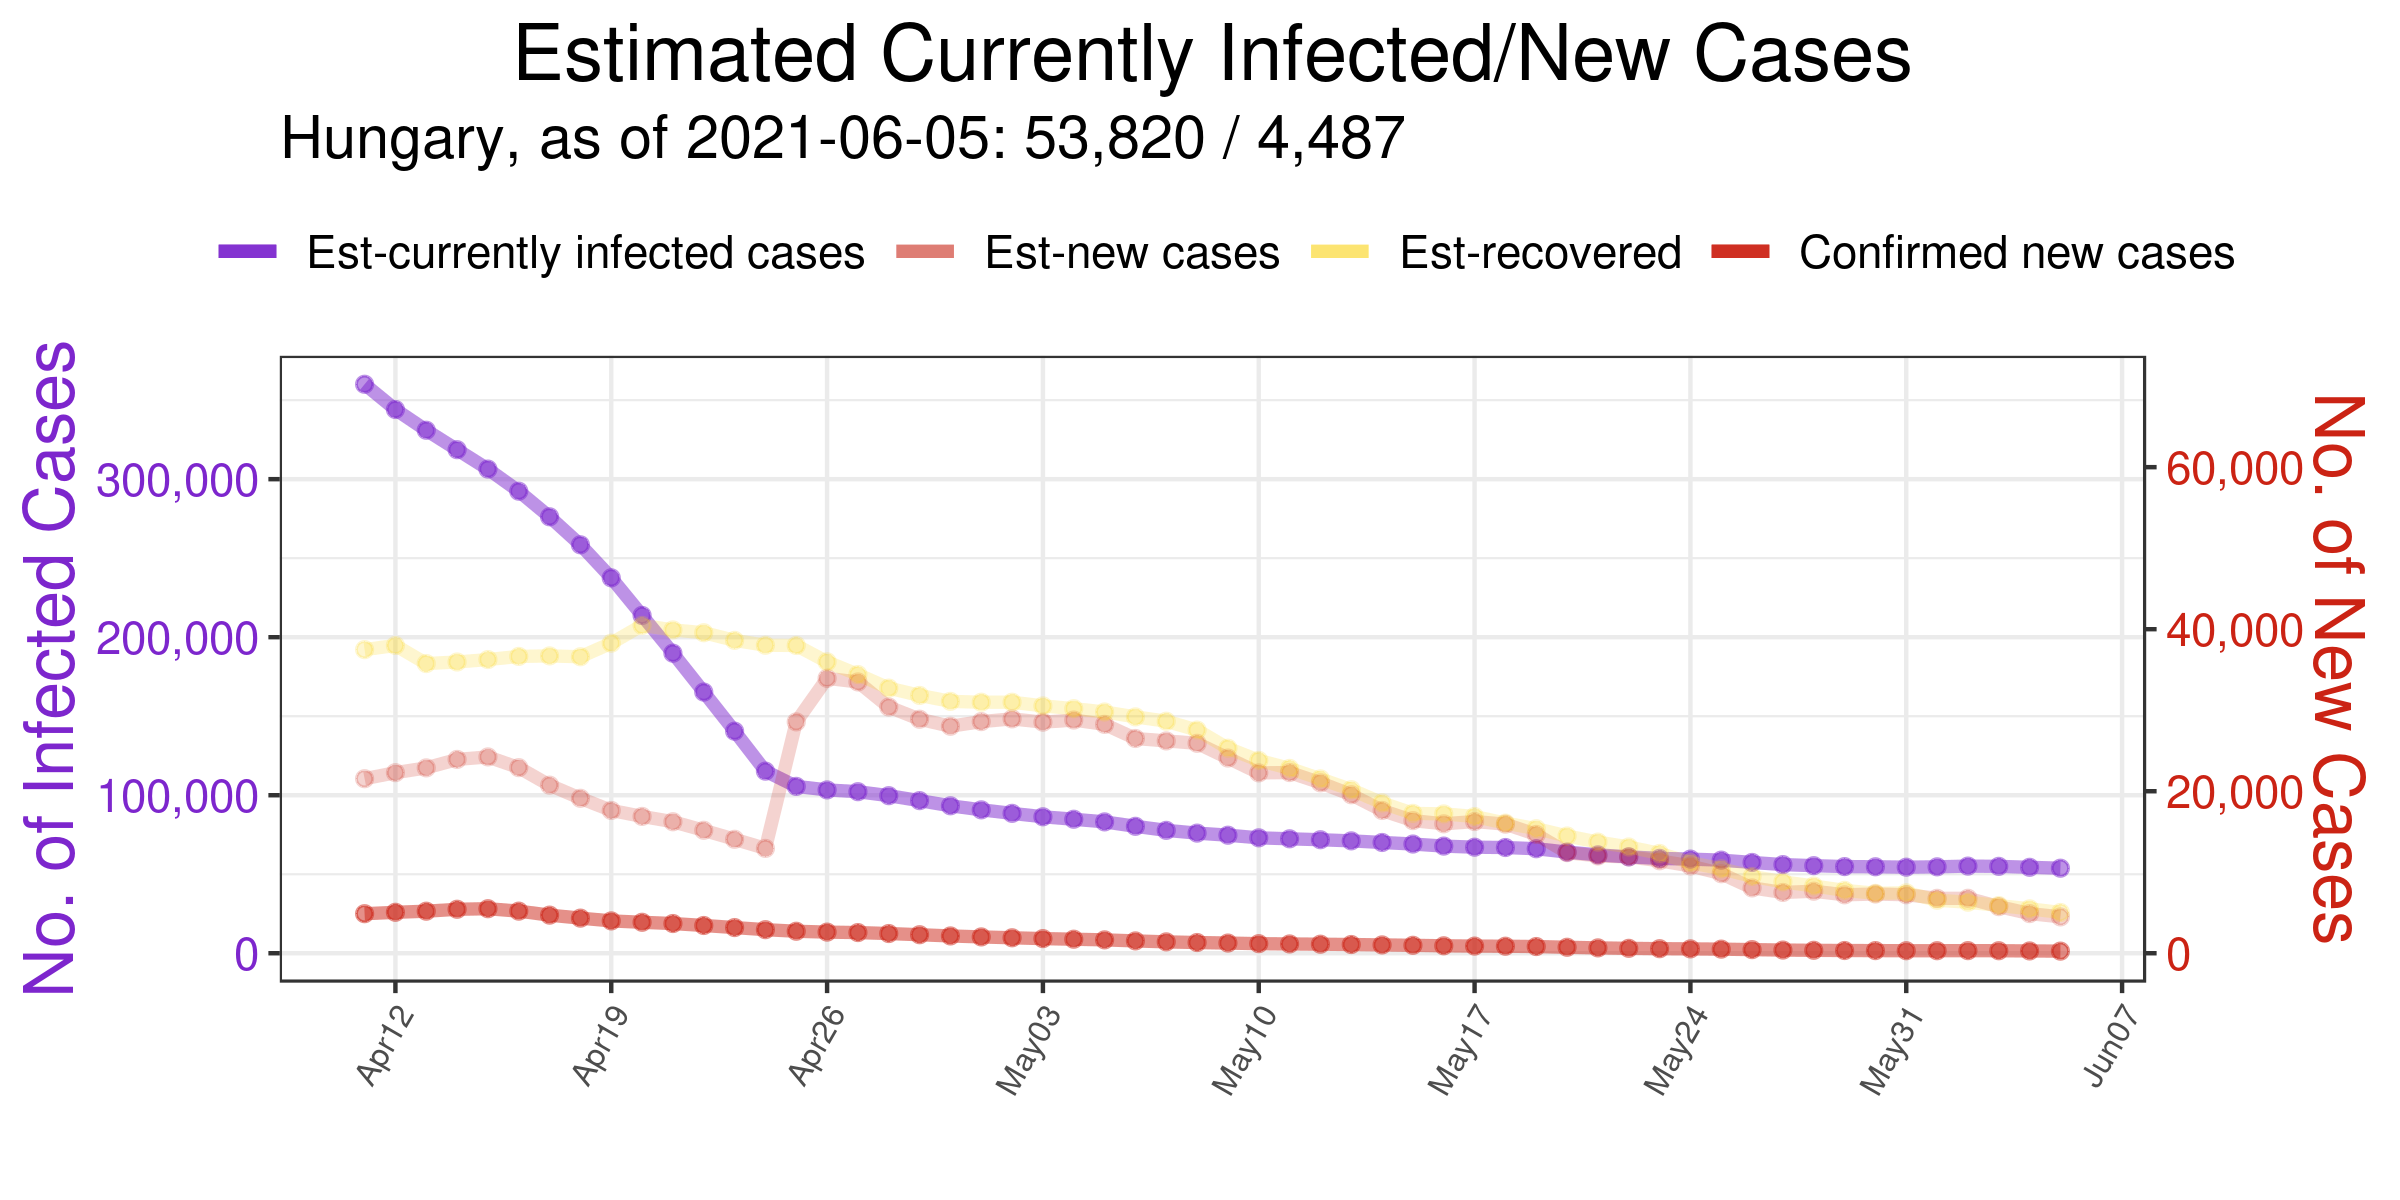 Estimated Currently Infected/New Cases
Hungary, as of 2021-06-05: 53,820 / 4,487
Est-currently infected cases Est-new cases Est-recovered Confirmed new cases
No. of Infected Cases
300,000
200,000
100,000
0
60,000
40,000
20,000
0
No. of New Cases
Apr12 Apr19 Apr26 May03 May10 May17 May24 May31 Jun07